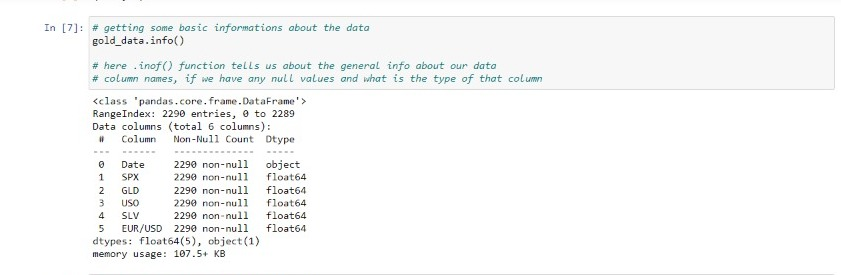 In [7]: # getting some basic informations about the data
gold_data.info()
# here .inof() function tells us about the general info about our data
# column names, if we have any null values and what is the type of that column
<class 'pandas.core.frame.DataFrame'>
RangeIndex: 2290 entries, 0 to 2289
Data columns (total 6 columns):
#   Column   Non-Null Count  Dtype
---  ------   --------------  -----
0   Date     2290 non-null   object
1   SPX      2290 non-null   float64
2   GLD      2290 non-null   float64
3   USO      2290 non-null   float64
4   SLV      2290 non-null   float64
5   EUR/USD  2290 non-null   float64
dtypes: float64(5), object(1)
memory usage: 107.5+ KB